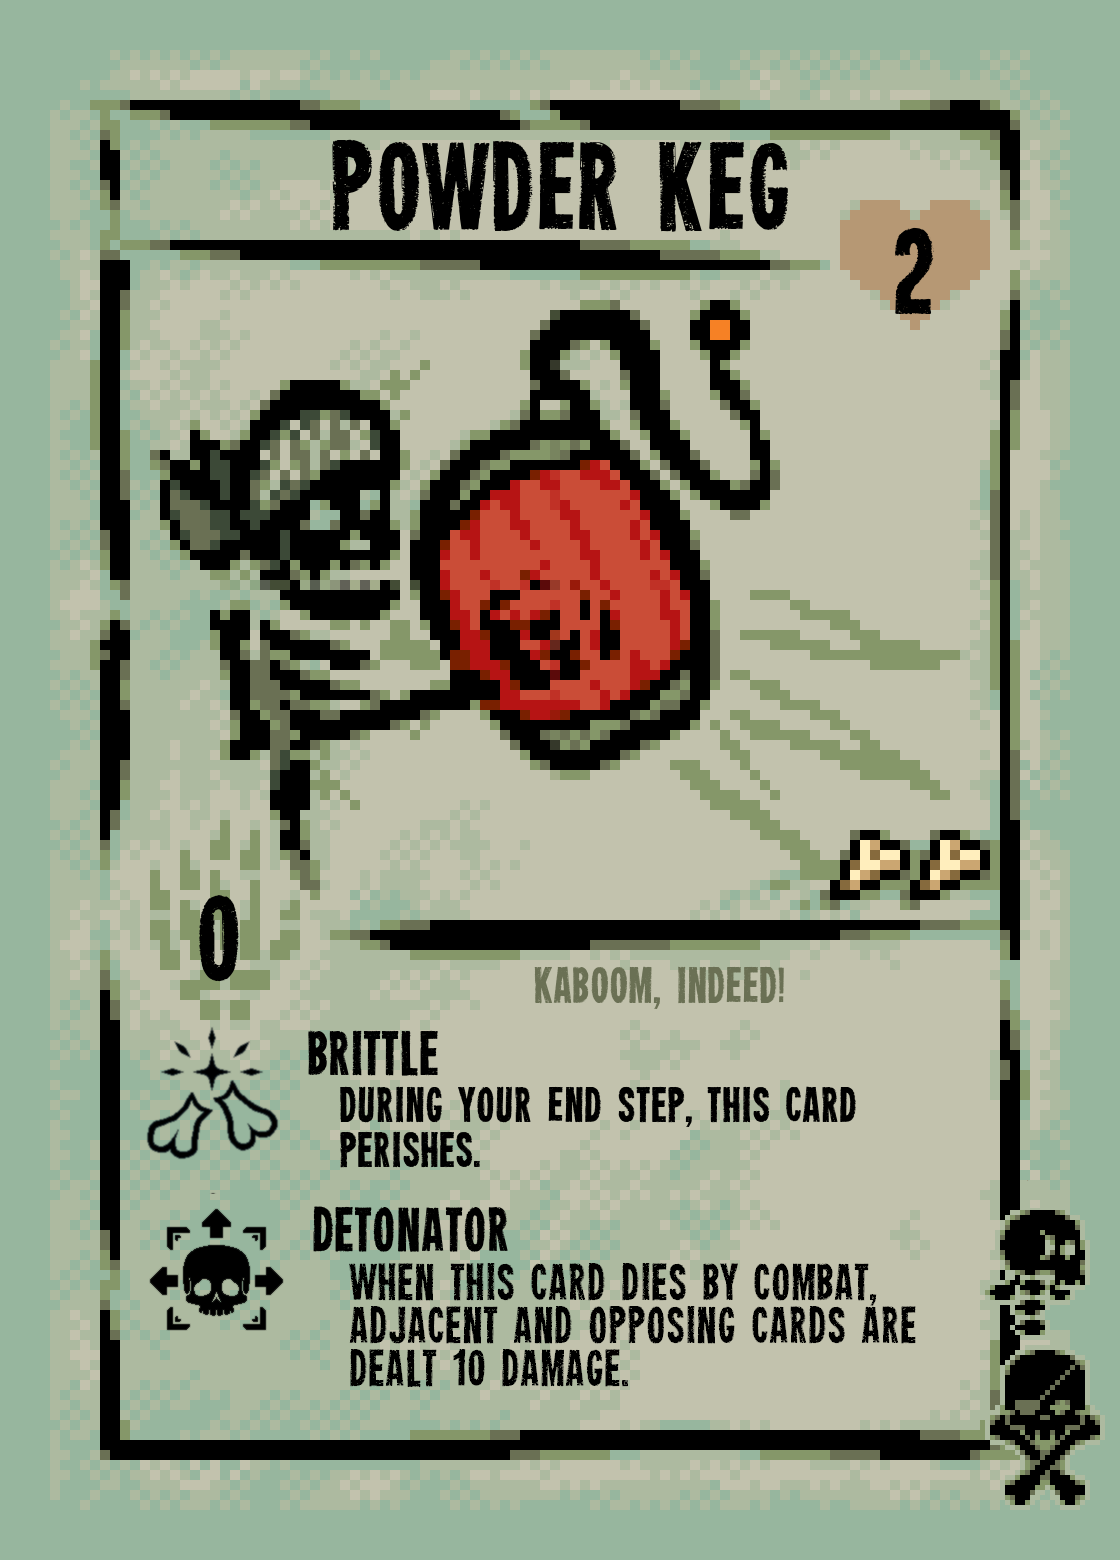 POWDER KEG
2
0
KABOOM, INDEED!
BRITTLE
DURING YOUR END STEP, THIS CARD
PERISHES.
DETONATOR
WHEN THIS CARD DIES BY COMBAT,
ADJACENT AND OPPOSING CARDS ARE
DEALT 10 DAMAGE.